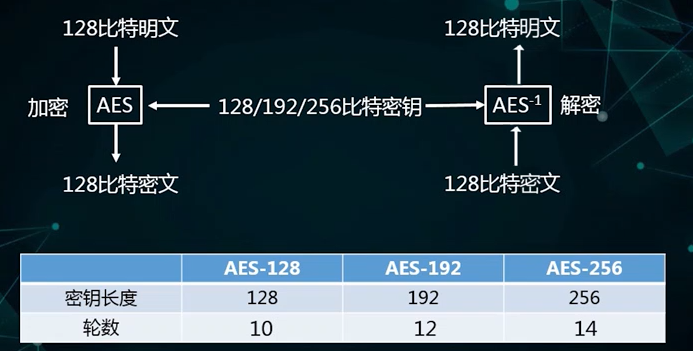 128比特明文 128比特明文
加密 AES 128/192/256比特密钥 AES-1 解密
128比特密文 128比特密文
AES-128 AES-192 AES-256
密钥长度 128 192 256
轮数 10 12 14